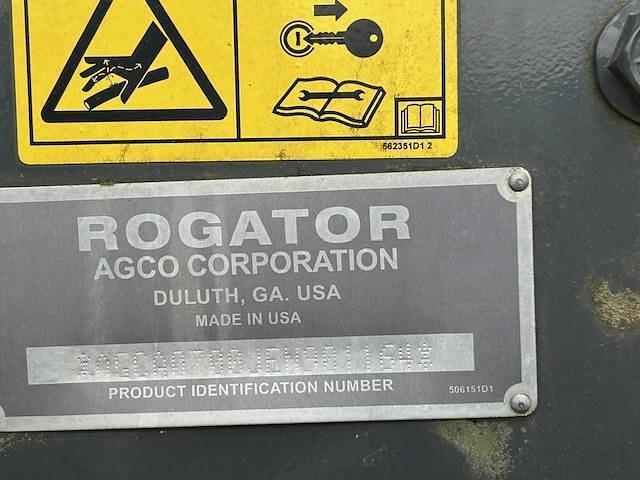 562351D1 2
ROGATOR
AGCO CORPORATION
DULUTH, GA. USA
MADE IN USA
PRODUCT IDENTIFICATION NUMBER
506151D1